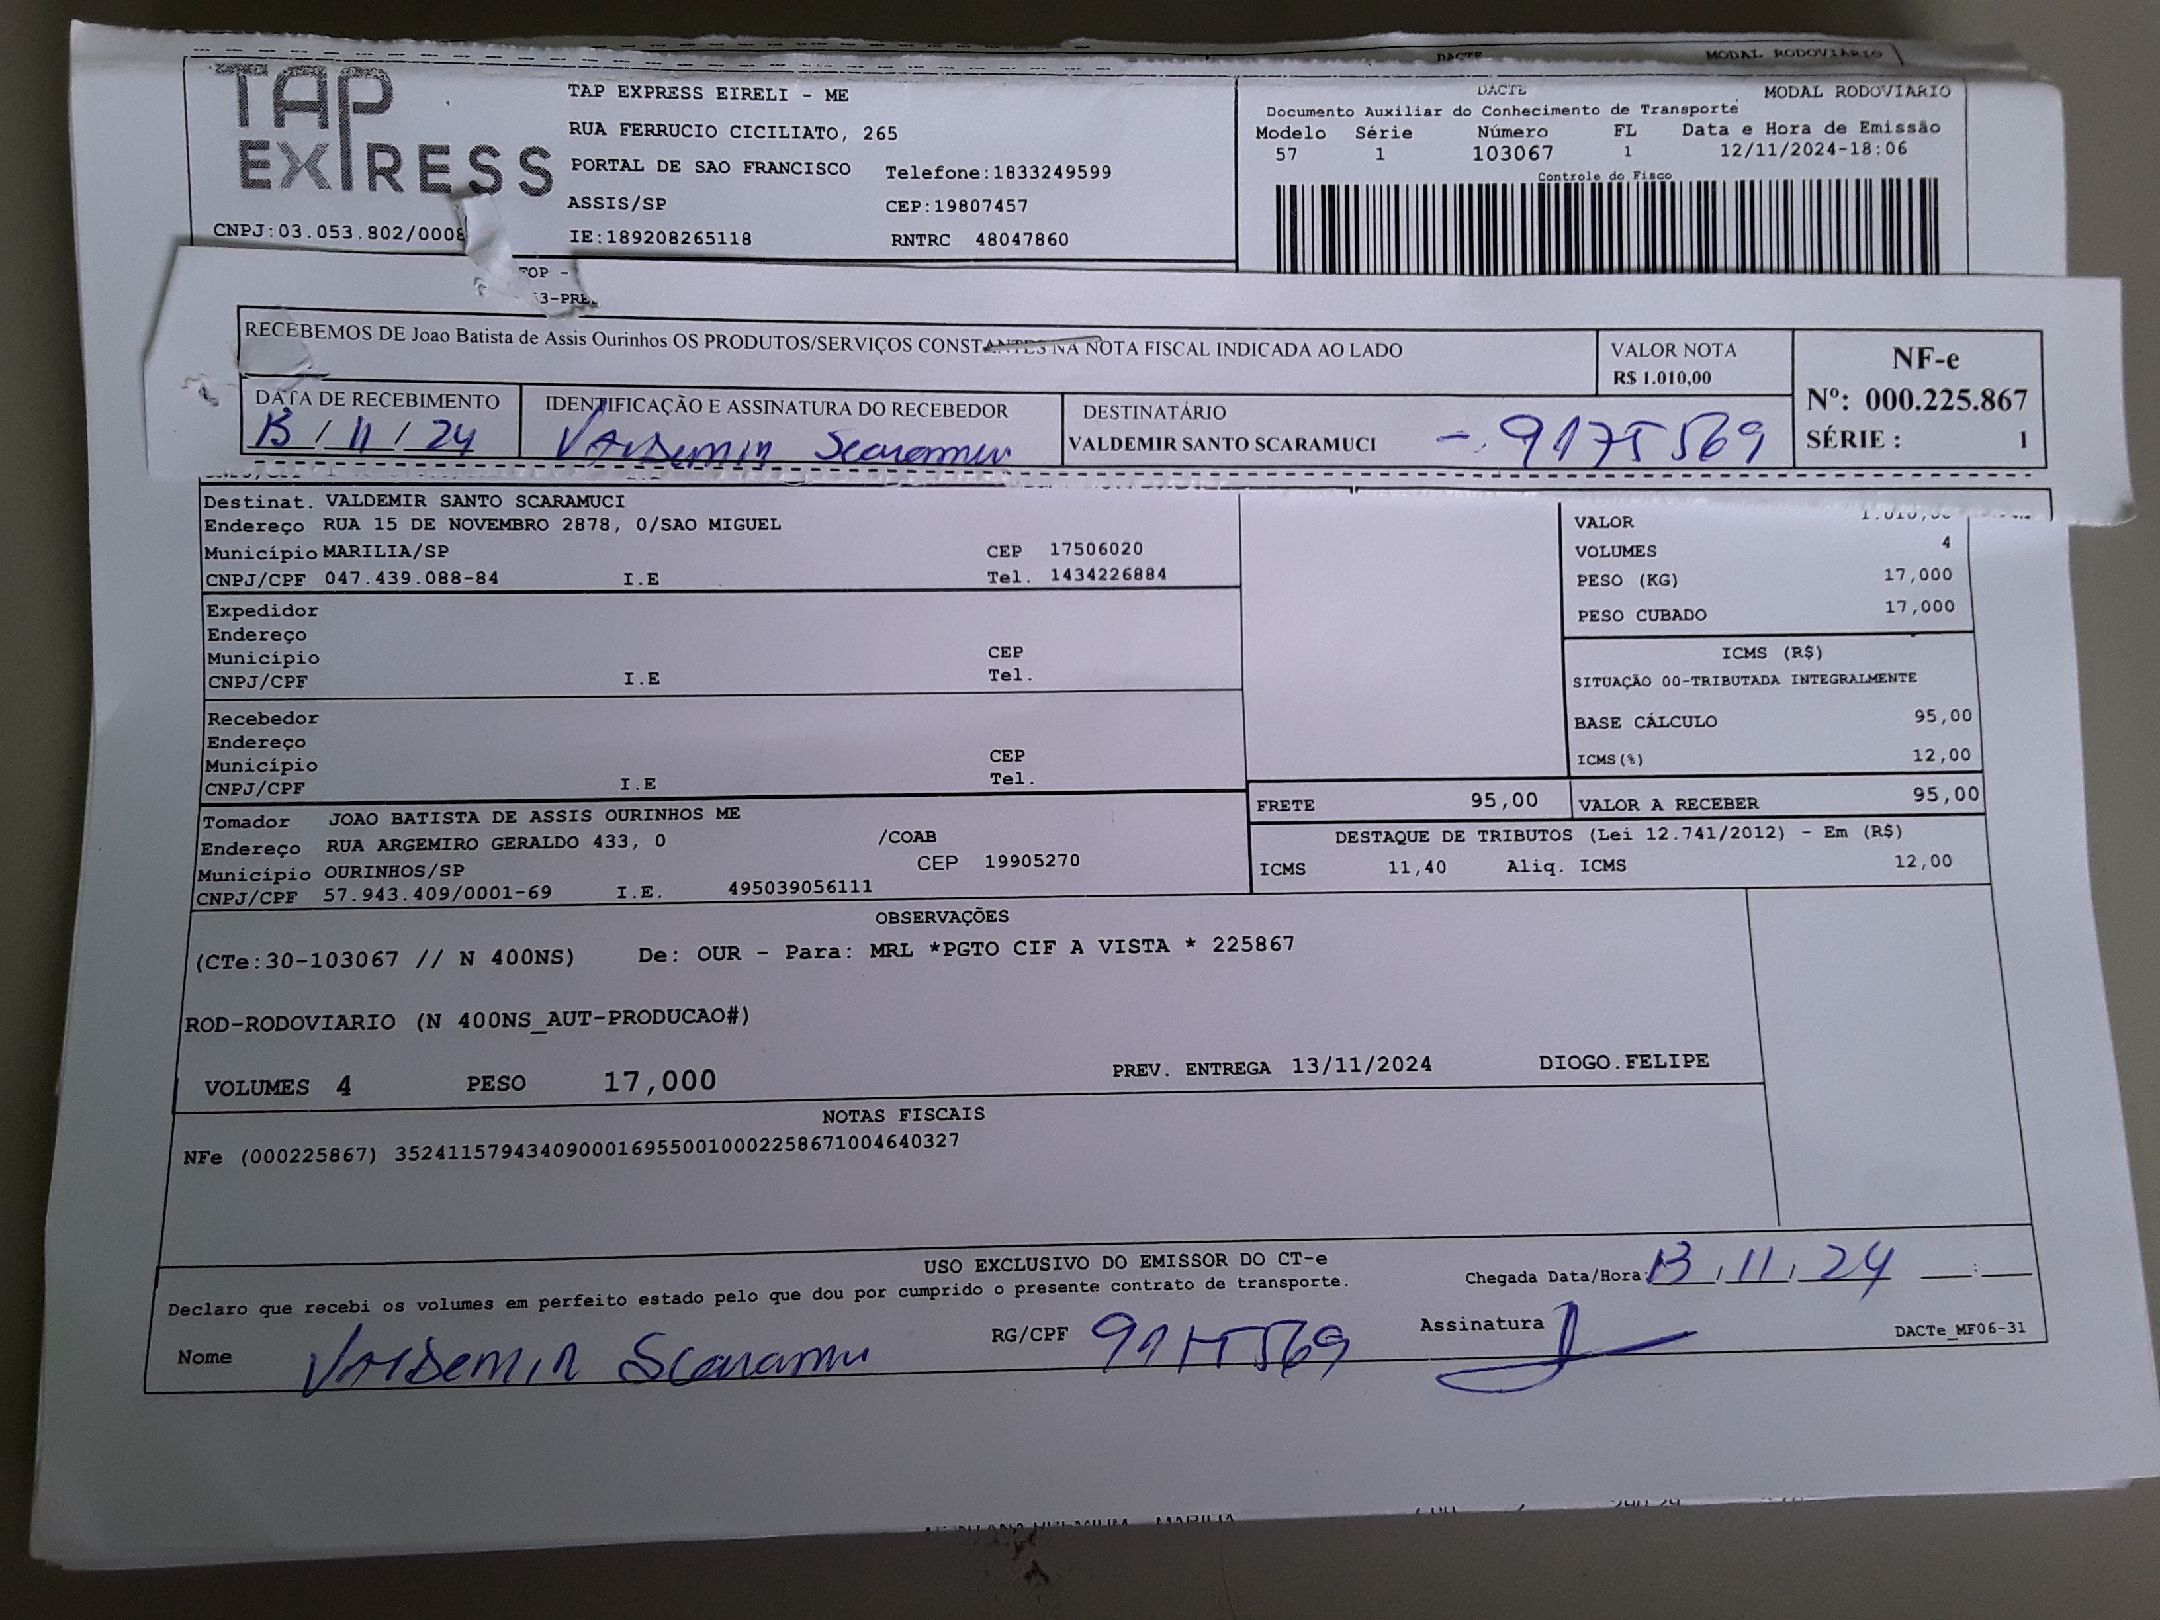 DACTE MODAL RODOVIARIO
TAP EXPRESS
TAP EXPRESS EIRELI - ME
RUA FERRUCIO CICILIATO, 265
PORTAL DE SAO FRANCISCO Telefone:1833249599
ASSIS/SP CEP:19807457
CNPJ:03.053.802/0008 IE:189208265118 RNTRC 48047860
DACTE MODAL RODOVIARIO
Documento Auxiliar do Conhecimento de Transporte
Modelo Série Número FL Data e Hora de Emissão
57 1 103067 1 12/11/2024-18:06
Controle do Fisco
RECEBEMOS DE Joao Batista de Assis Ourinhos OS PRODUTOS/SERVIÇOS CONSTANTES NA NOTA FISCAL INDICADA AO LADO
VALOR NOTA
R$ 1.010,00
NF-e
Nº: 000.225.867
SÉRIE : 1
DATA DE RECEBIMENTO IDENTIFICAÇÃO E ASSINATURA DO RECEBEDOR DESTINATÁRIO
13 / 11 / 24 Valdemir Scaramu VALDEMIR SANTO SCARAMUCI - 9175569
Destinat. VALDEMIR SANTO SCARAMUCI
Endereço RUA 15 DE NOVEMBRO 2878, 0/SAO MIGUEL
Município MARILIA/SP CEP 17506020
CNPJ/CPF 047.439.088-84 I.E Tel. 1434226884
VALOR
VOLUMES 4
PESO (KG) 17,000
PESO CUBADO 17,000
Expedidor
Endereço
Município CEP
CNPJ/CPF I.E Tel.
ICMS (R$)
SITUAÇÃO 00-TRIBUTADA INTEGRALMENTE
BASE CÁLCULO 95,00
ICMS(%) 12,00
Recebedor
Endereço
Município CEP
CNPJ/CPF I.E Tel.
FRETE 95,00 VALOR A RECEBER 95,00
DESTAQUE DE TRIBUTOS (Lei 12.741/2012) - Em (R$)
ICMS 11,40 Aliq. ICMS 12,00
Tomador JOAO BATISTA DE ASSIS OURINHOS ME
Endereço RUA ARGEMIRO GERALDO 433, 0 /COAB
Município OURINHOS/SP CEP 19905270
CNPJ/CPF 57.943.409/0001-69 I.E. 495039056111
OBSERVAÇÕES
(CTe:30-103067 // N 400NS) De: OUR - Para: MRL *PGTO CIF A VISTA * 225867
ROD-RODOVIARIO (N 400NS_AUT-PRODUCAO#)
VOLUMES 4 PESO 17,000 PREV. ENTREGA 13/11/2024 DIOGO.FELIPE
NOTAS FISCAIS
NFe (000225867) 35241157943409000169550010002258671004640327
USO EXCLUSIVO DO EMISSOR DO CT-e
Declaro que recebi os volumes em perfeito estado pelo que dou por cumprido o presente contrato de transporte.
Chegada Data/Hora: 13 / 11 / 24 __:__
Nome Valdemir Scaramu RG/CPF 9175569 Assinatura
DACTe_MF06-31